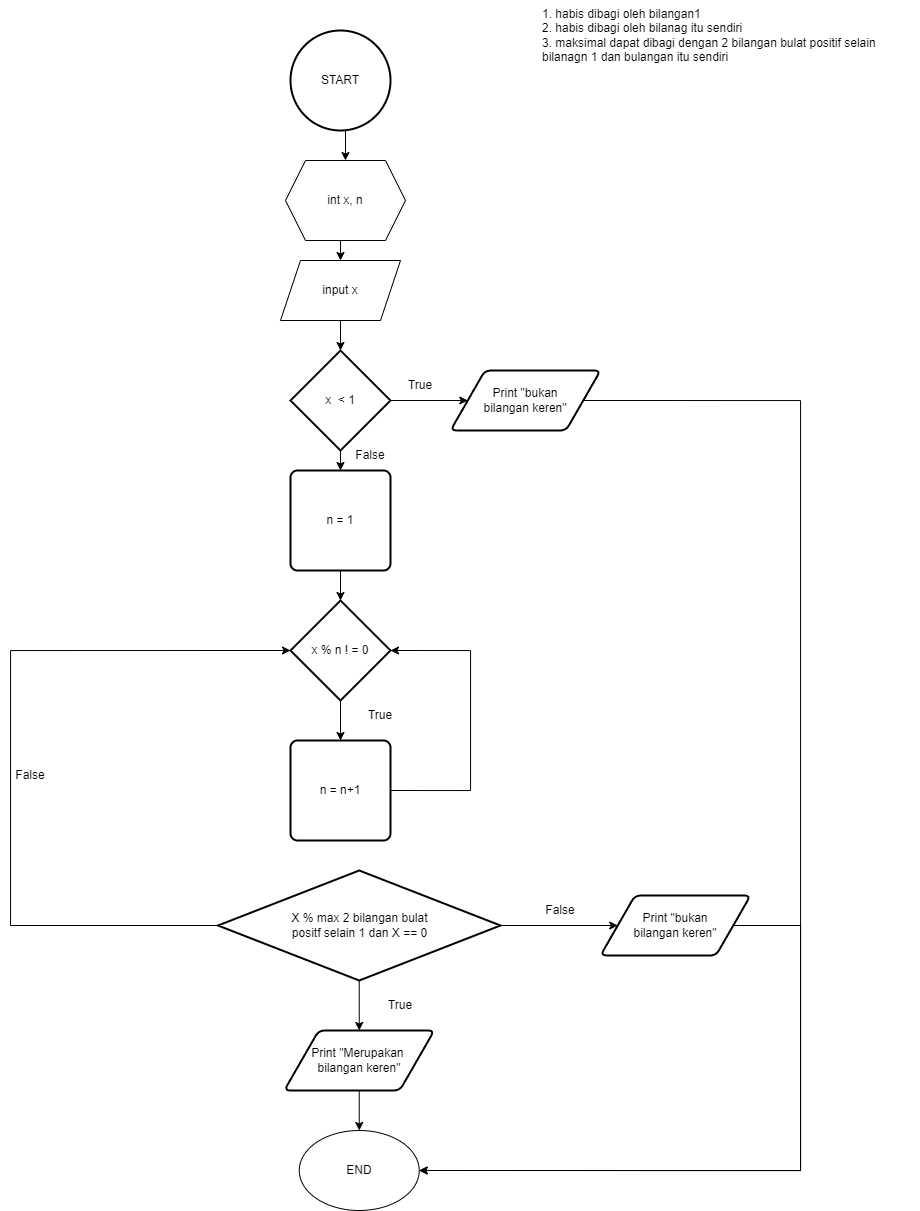 1. habis dibagi oleh bilangan1
2. habis dibagi oleh bilanag itu sendiri
3. maksimal dapat dibagi dengan 2 bilangan bulat positif selain
bilanagn 1 dan bulangan itu sendiri
START
int x, n
input x
x < 1
True
Print "bukan
bilangan keren"
False
n = 1
x % n ! = 0
True
n = n+1
False
X % max 2 bilangan bulat
positf selain 1 dan X == 0
False
Print "bukan
bilangan keren"
True
Print "Merupakan
bilangan keren"
END